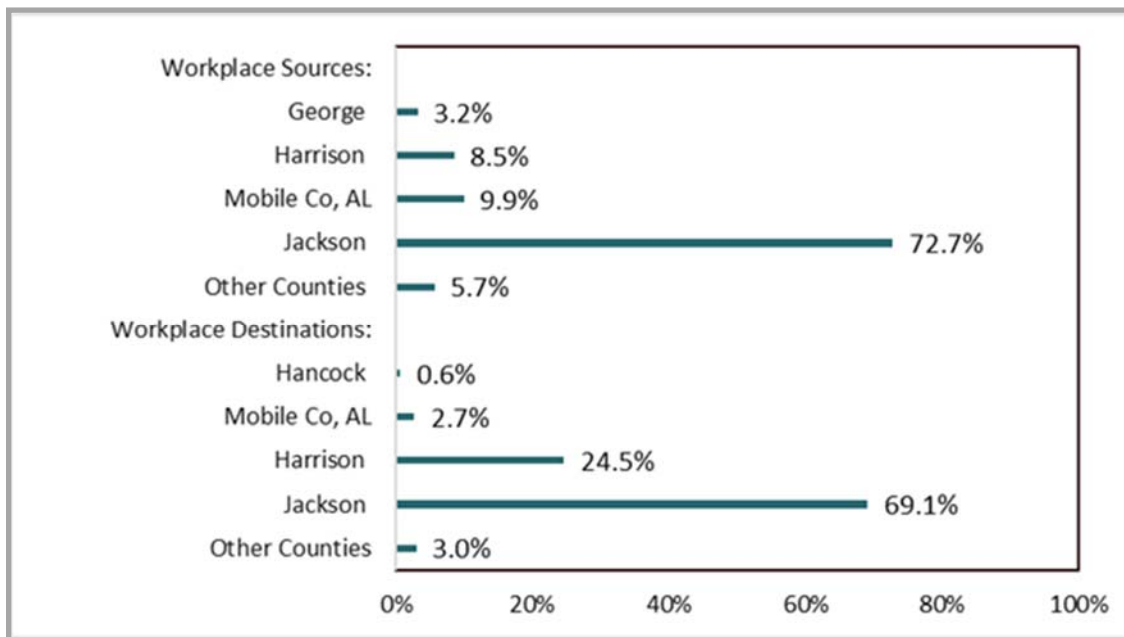 Workplace Sources:
George 3.2%
Harrison 8.5%
Mobile Co, AL 9.9%
Jackson 72.7%
Other Counties 5.7%
Workplace Destinations:
Hancock 0.6%
Mobile Co, AL 2.7%
Harrison 24.5%
Jackson 69.1%
Other Counties 3.0%
0% 20% 40% 60% 80% 100%